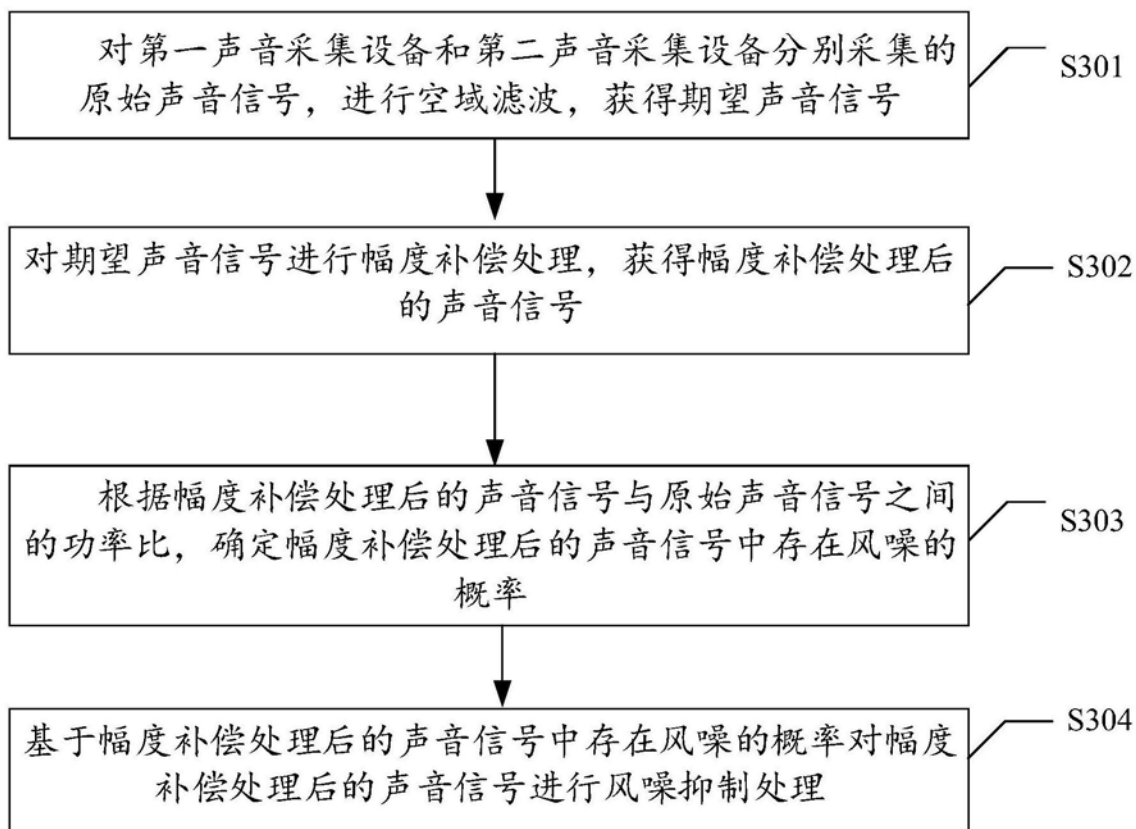 对第一声音采集设备和第二声音采集设备分别采集的
原始声音信号，进行空域滤波，获得期望声音信号
S301
对期望声音信号进行幅度补偿处理，获得幅度补偿处理后
的声音信号
S302
根据幅度补偿处理后的声音信号与原始声音信号之间
的功率比，确定幅度补偿处理后的声音信号中存在风噪的
概率
S303
基于幅度补偿处理后的声音信号中存在风噪的概率对幅度
补偿处理后的声音信号进行风噪抑制处理
S304